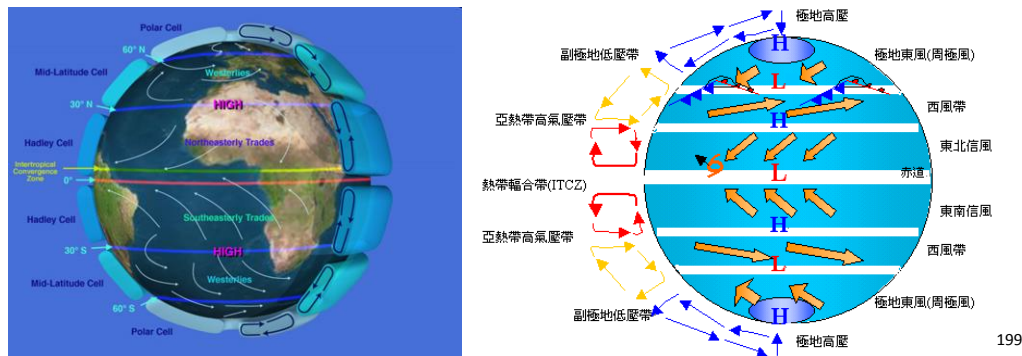 Polar Cell
60° N
Mid-Latitude Cell
Westerlies
30° N
HIGH
Hadley Cell
Northeasterly Trades
Intertropical
Convergence
Zone
0°
Hadley Cell
Southeasterly Trades
30° S
HIGH
Mid-Latitude Cell
Westerlies
60° S
Polar Cell
極地高壓
H
副極地低壓帶
極地東風(周極風)
L
西風帶
亞熱帶高氣壓帶
H
東北信風
熱帶輻合帶(ITCZ)
L
赤道
東南信風
亞熱帶高氣壓帶
H
西風帶
L
副極地低壓帶
極地東風(周極風)
H
極地高壓
199